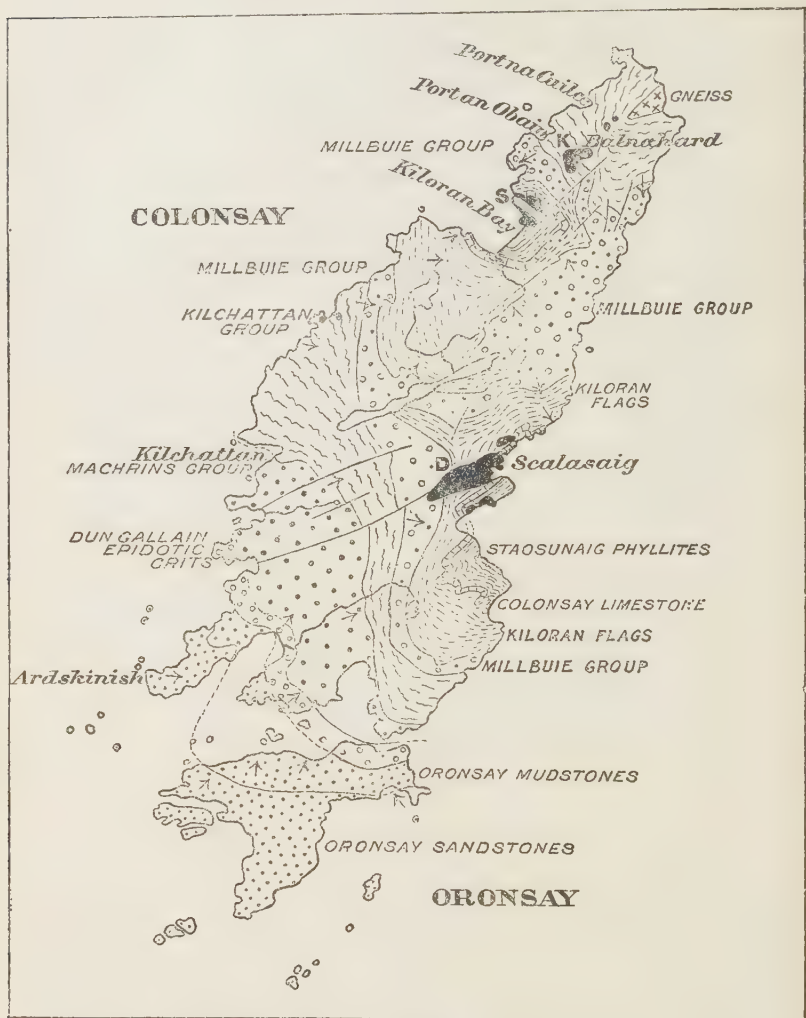 Port na Cuilc
GNEISS
Port an Obain
K
Balnahard
MILLBUIE GROUP
Kiloran Bay
S
COLONSAY
MILLBUIE GROUP
KILCHATTAN
GROUP
MILLBUIE GROUP
KILORAN
FLAGS
Kilchattan
MACHRINS GROUP
D
Scalasaig
DUN GALLAIN
EPIDOTIC
GRITS
STAOSUNAIG PHYLLITES
COLONSAY LIMESTONE
KILORAN FLAGS
MILLBUIE GROUP
Ardskinish
ORONSAY MUDSTONES
ORONSAY SANDSTONES
ORONSAY